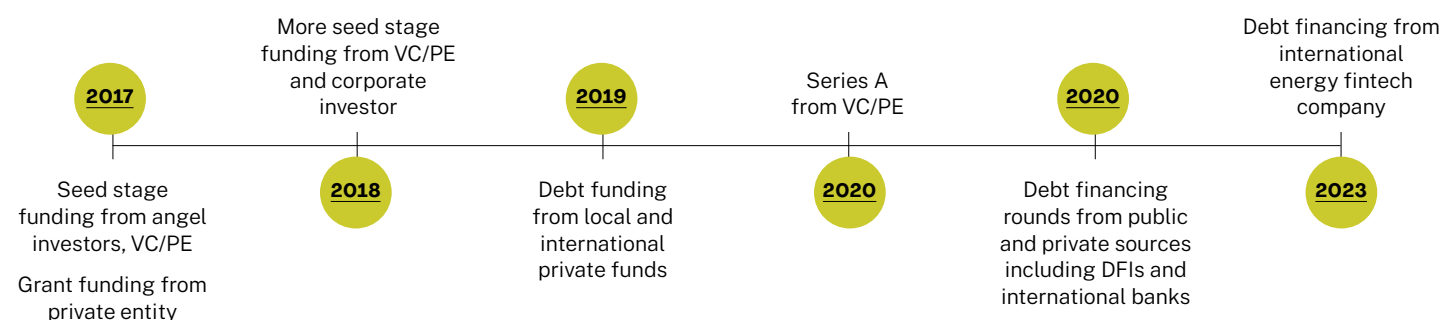 2017
Seed stage
funding from angel
investors, VC/PE
Grant funding from
private entity
More seed stage
funding from VC/PE
and corporate
investor
2018
2019
Debt funding
from local and
international
private funds
Series A
from VC/PE
2020
2020
Debt financing
rounds from public
and private sources
including DFIs and
international banks
Debt financing from
international
energy fintech
company
2023